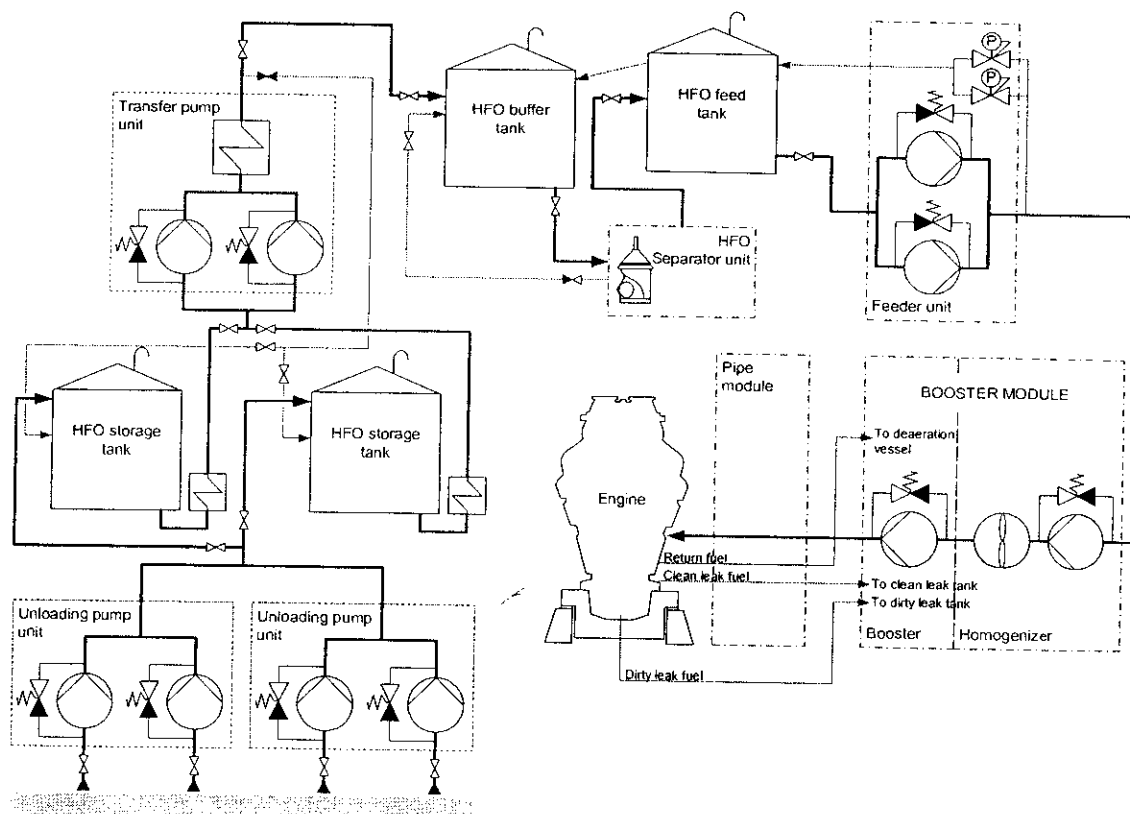 Transfer pump
unit
HFO buffer
tank
HFO feed
tank
P
P
HFO
Separator unit
Feeder unit
HFO storage
tank
HFO storage
tank
Pipe
module
BOOSTER MODULE
To deaeration
vessel
Engine
Return fuel
Clean leak fuel
To clean leak tank
To dirty leak tank
Booster
Homogenizer
Dirty leak fuel
Unloading pump
unit
Unloading pump
unit